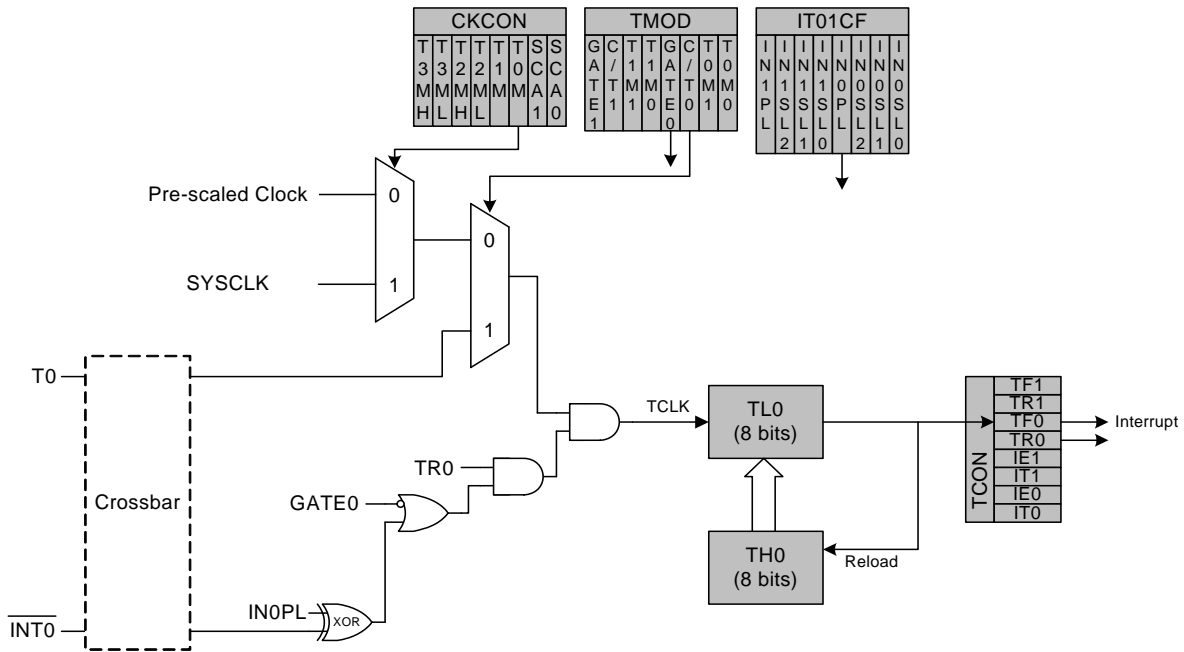 CKCON
T3MH T3ML T2MH T2ML T1M T0M SCA1 SCA0
TMOD
GATE1 C/T1 T1M1 T1M0 GATE0 C/T0 T0M1 T0M0
IT01CF
IN1PL IN1SL2 IN1SL1 IN1SL0 IN0PL IN0SL2 IN0SL1 IN0SL0
Pre-scaled Clock
0
SYSCLK
1
0
1
T0
Crossbar
INT0
TR0
GATE0
IN0PL
XOR
TCLK
TL0
(8 bits)
TH0
(8 bits)
Reload
TCON
TF1
TR1
TF0
TR0
IE1
IT1
IE0
IT0
Interrupt